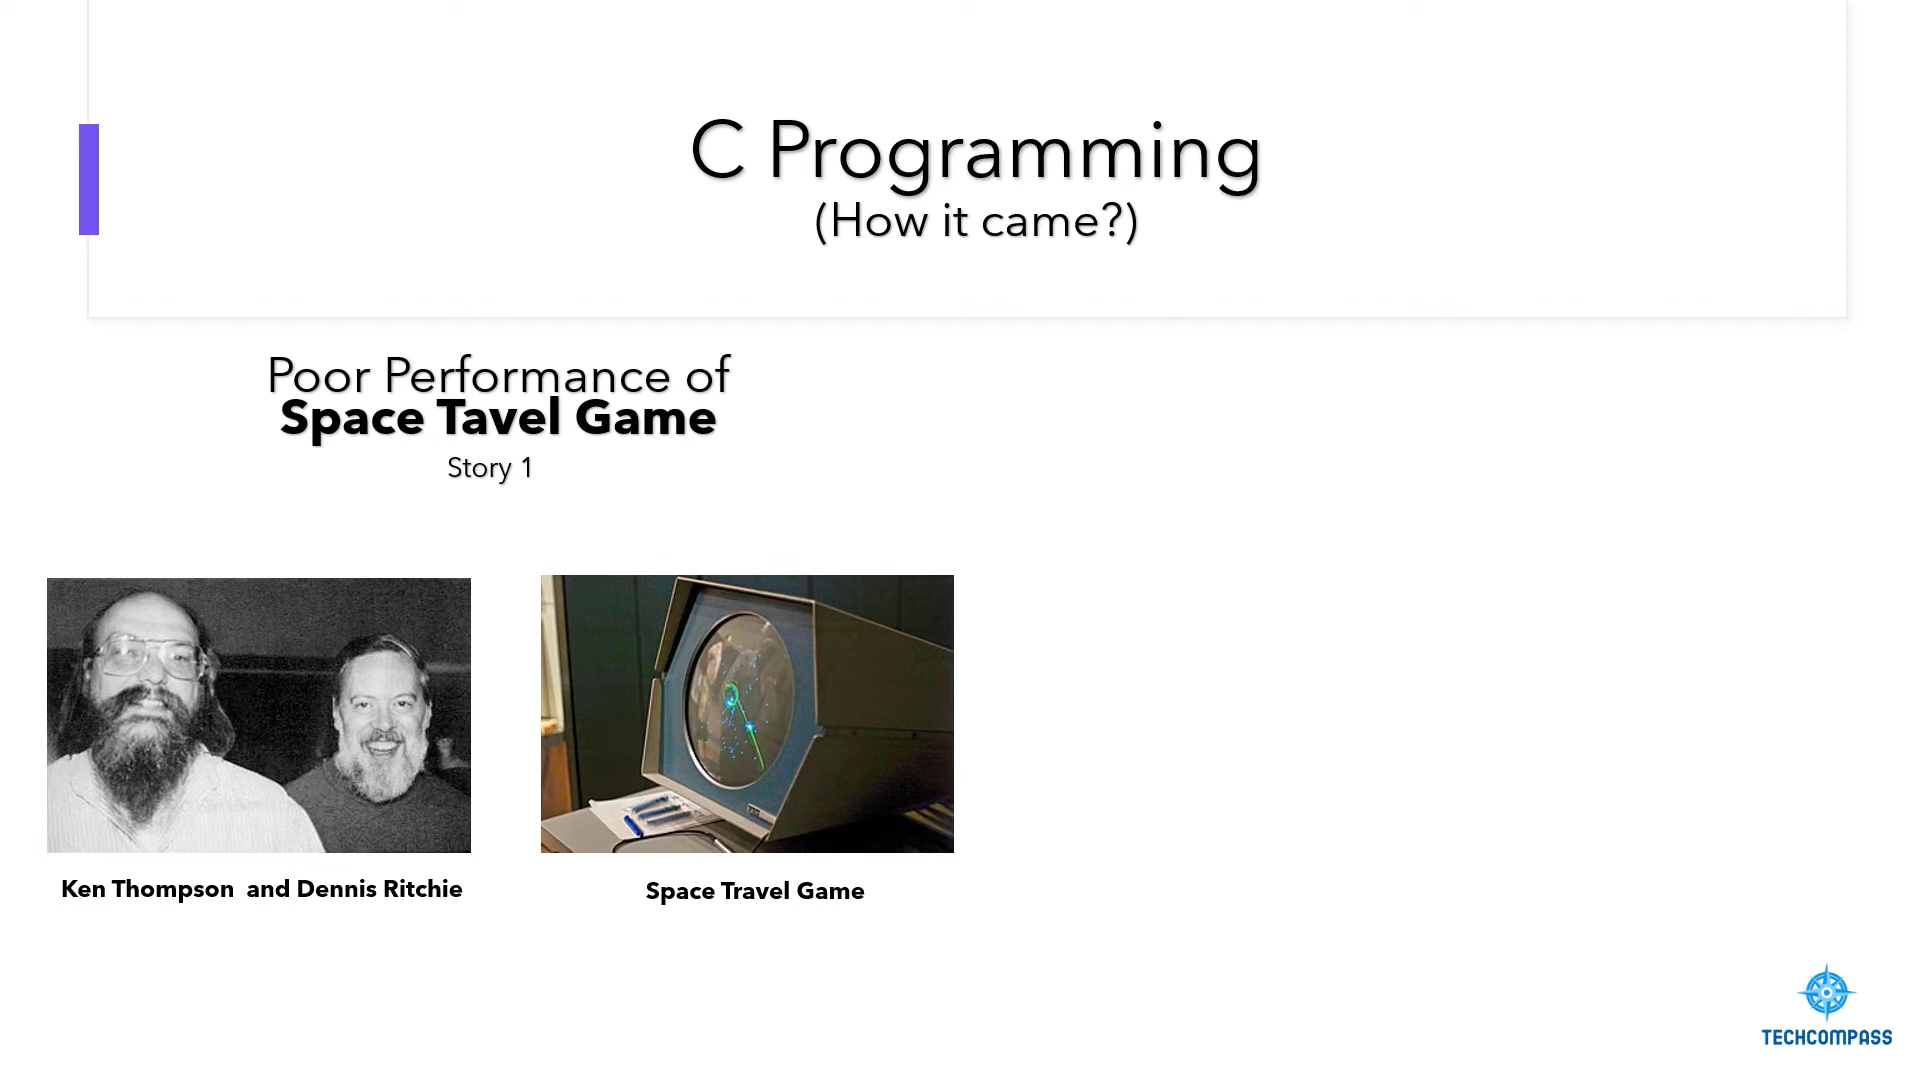 C Programming
(How it came?)
Poor Performance of
Space Tavel Game
Story 1
Ken Thompson  and Dennis Ritchie
Space Travel Game
TECHCOMPASS